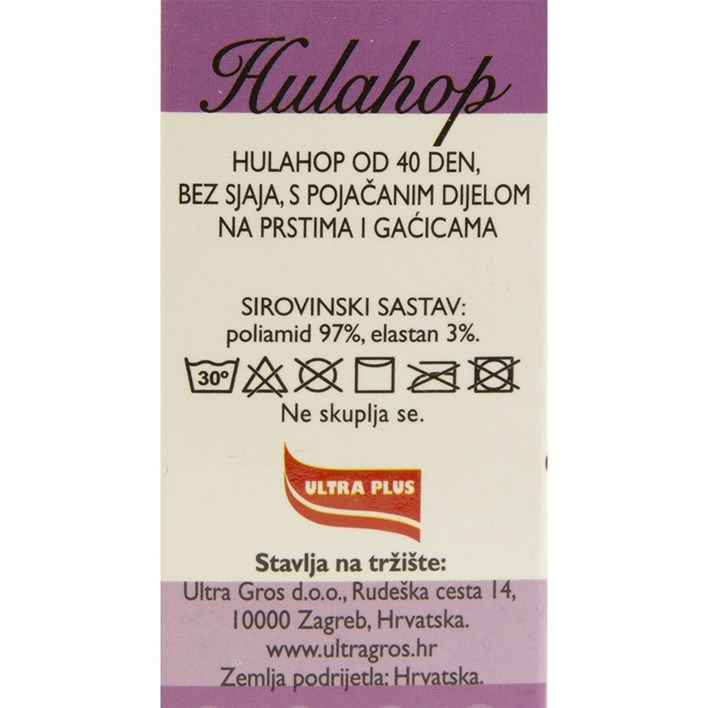 Hulahop
HULAHOP OD 40 DEN,
BEZ SJAJA, S POJAČANIM DIJELOM
NA PRSTIMA I GAĆICAMA
SIROVINSKI SASTAV:
poliamid 97%, elastan 3%.
30°
Ne skuplja se.
ULTRA PLUS
Stavlja na tržište:
Ultra Gros d.o.o., Rudeška cesta 14,
10000 Zagreb, Hrvatska.
www.ultragros.hr
Zemlja podrijetla: Hrvatska.